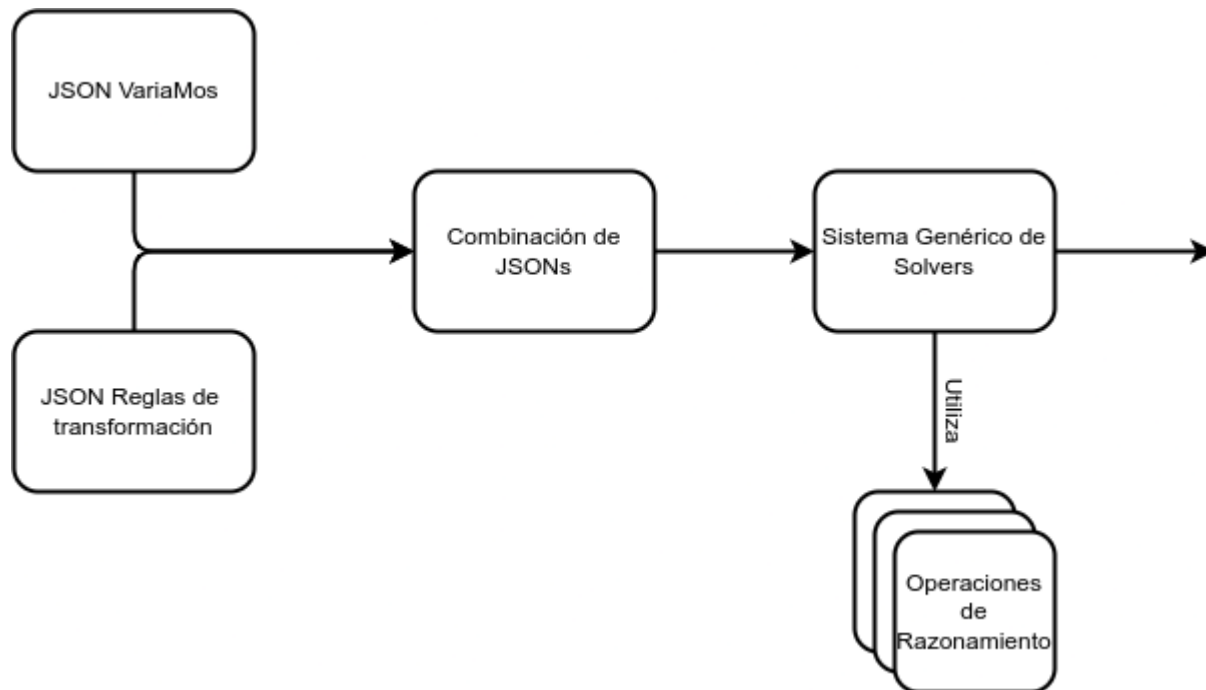 JSON VariaMos
Combinación de
JSONs
Sistema Genérico de
Solvers
JSON Reglas de
transformación
Utiliza
Operaciones
de
Razonamiento